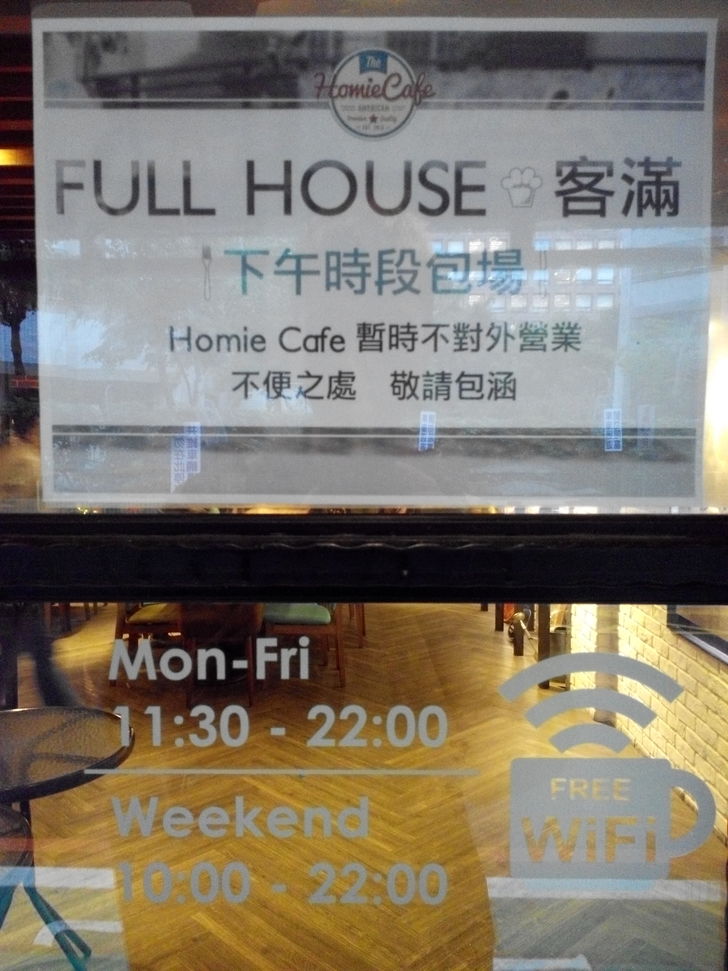 The
HomieCafe
AMERICAN
FULL HOUSE 客滿
下午時段包場
Homie Cafe 暫時不對外營業
不便之處 敬請包涵
Mon-Fri
11:30 - 22:00
Weekend
10:00 - 22:00
FREE
WiFi